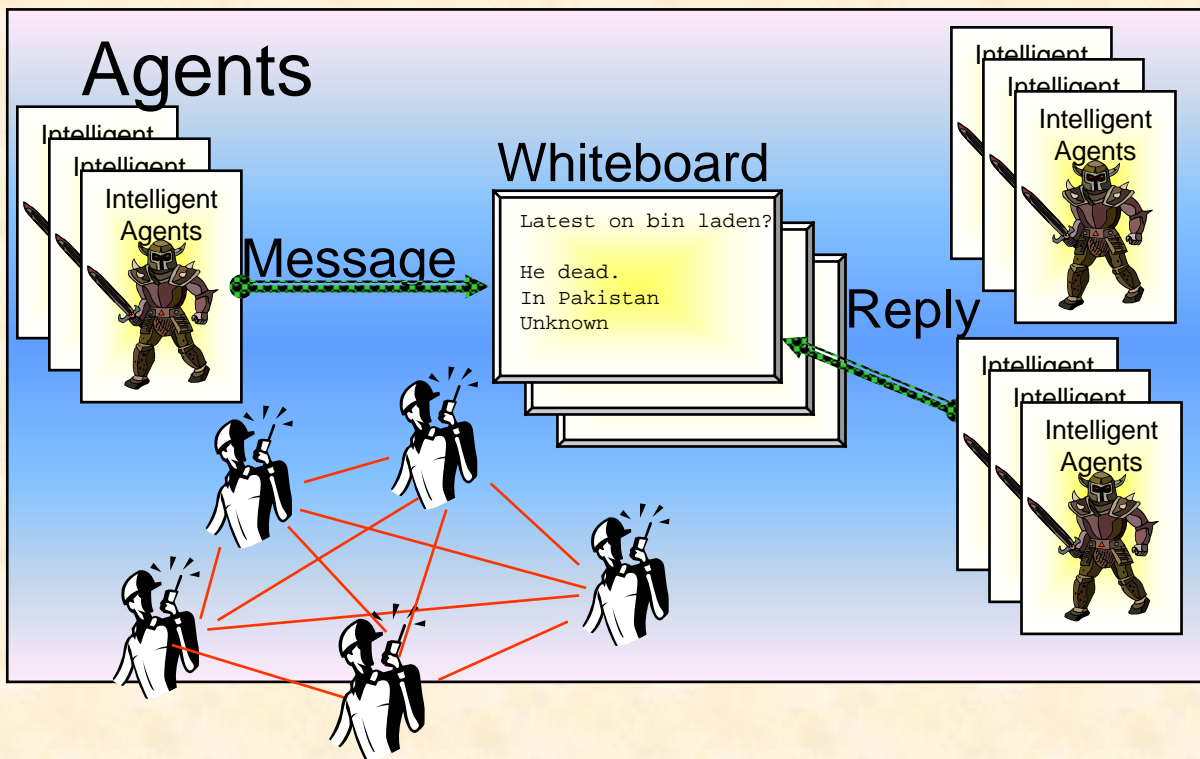 Agents
Intelligent
Intelligent
Intelligent
Agents
Message
Whiteboard
Latest on bin laden?
He dead.
In Pakistan
Unknown
Reply
Intelligent
Intelligent
Intelligent
Agents
Intelligent
Intelligent
Intelligent
Agents